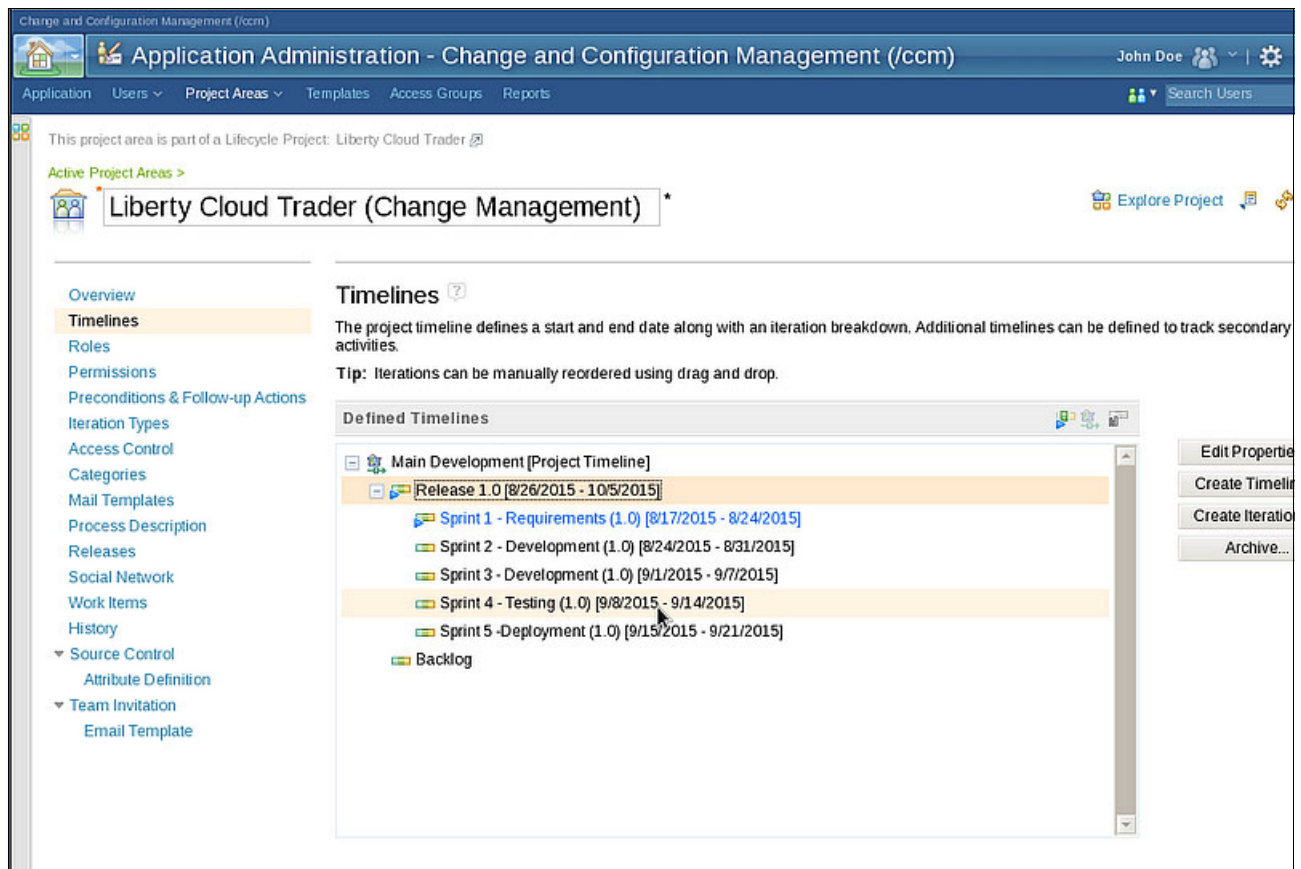 Change and Configuration Management (/ccm)
Application Administration - Change and Configuration Management (/ccm)
John Doe
Application Users Project Areas Templates Access Groups Reports
Search Users
This project area is part of a Lifecycle Project: Liberty Cloud Trader
Active Project Areas >
* Liberty Cloud Trader (Change Management) *
Explore Project
Overview
Timelines
Roles
Permissions
Preconditions & Follow-up Actions
Iteration Types
Access Control
Categories
Mail Templates
Process Description
Releases
Social Network
Work Items
History
Source Control
Attribute Definition
Team Invitation
Email Template
Timelines ?
The project timeline defines a start and end date along with an iteration breakdown. Additional timelines can be defined to track secondary
activities.
Tip: Iterations can be manually reordered using drag and drop.
Defined Timelines
Main Development [Project Timeline]
Release 1.0 [8/26/2015 - 10/5/2015]
Sprint 1 - Requirements (1.0) [8/17/2015 - 8/24/2015]
Sprint 2 - Development (1.0) [8/24/2015 - 8/31/2015]
Sprint 3 - Development (1.0) [9/1/2015 - 9/7/2015]
Sprint 4 - Testing (1.0) [9/8/2015 - 9/14/2015]
Sprint 5 -Deployment (1.0) [9/15/2015 - 9/21/2015]
Backlog
Edit Propertie
Create Timelin
Create Iteration
Archive...